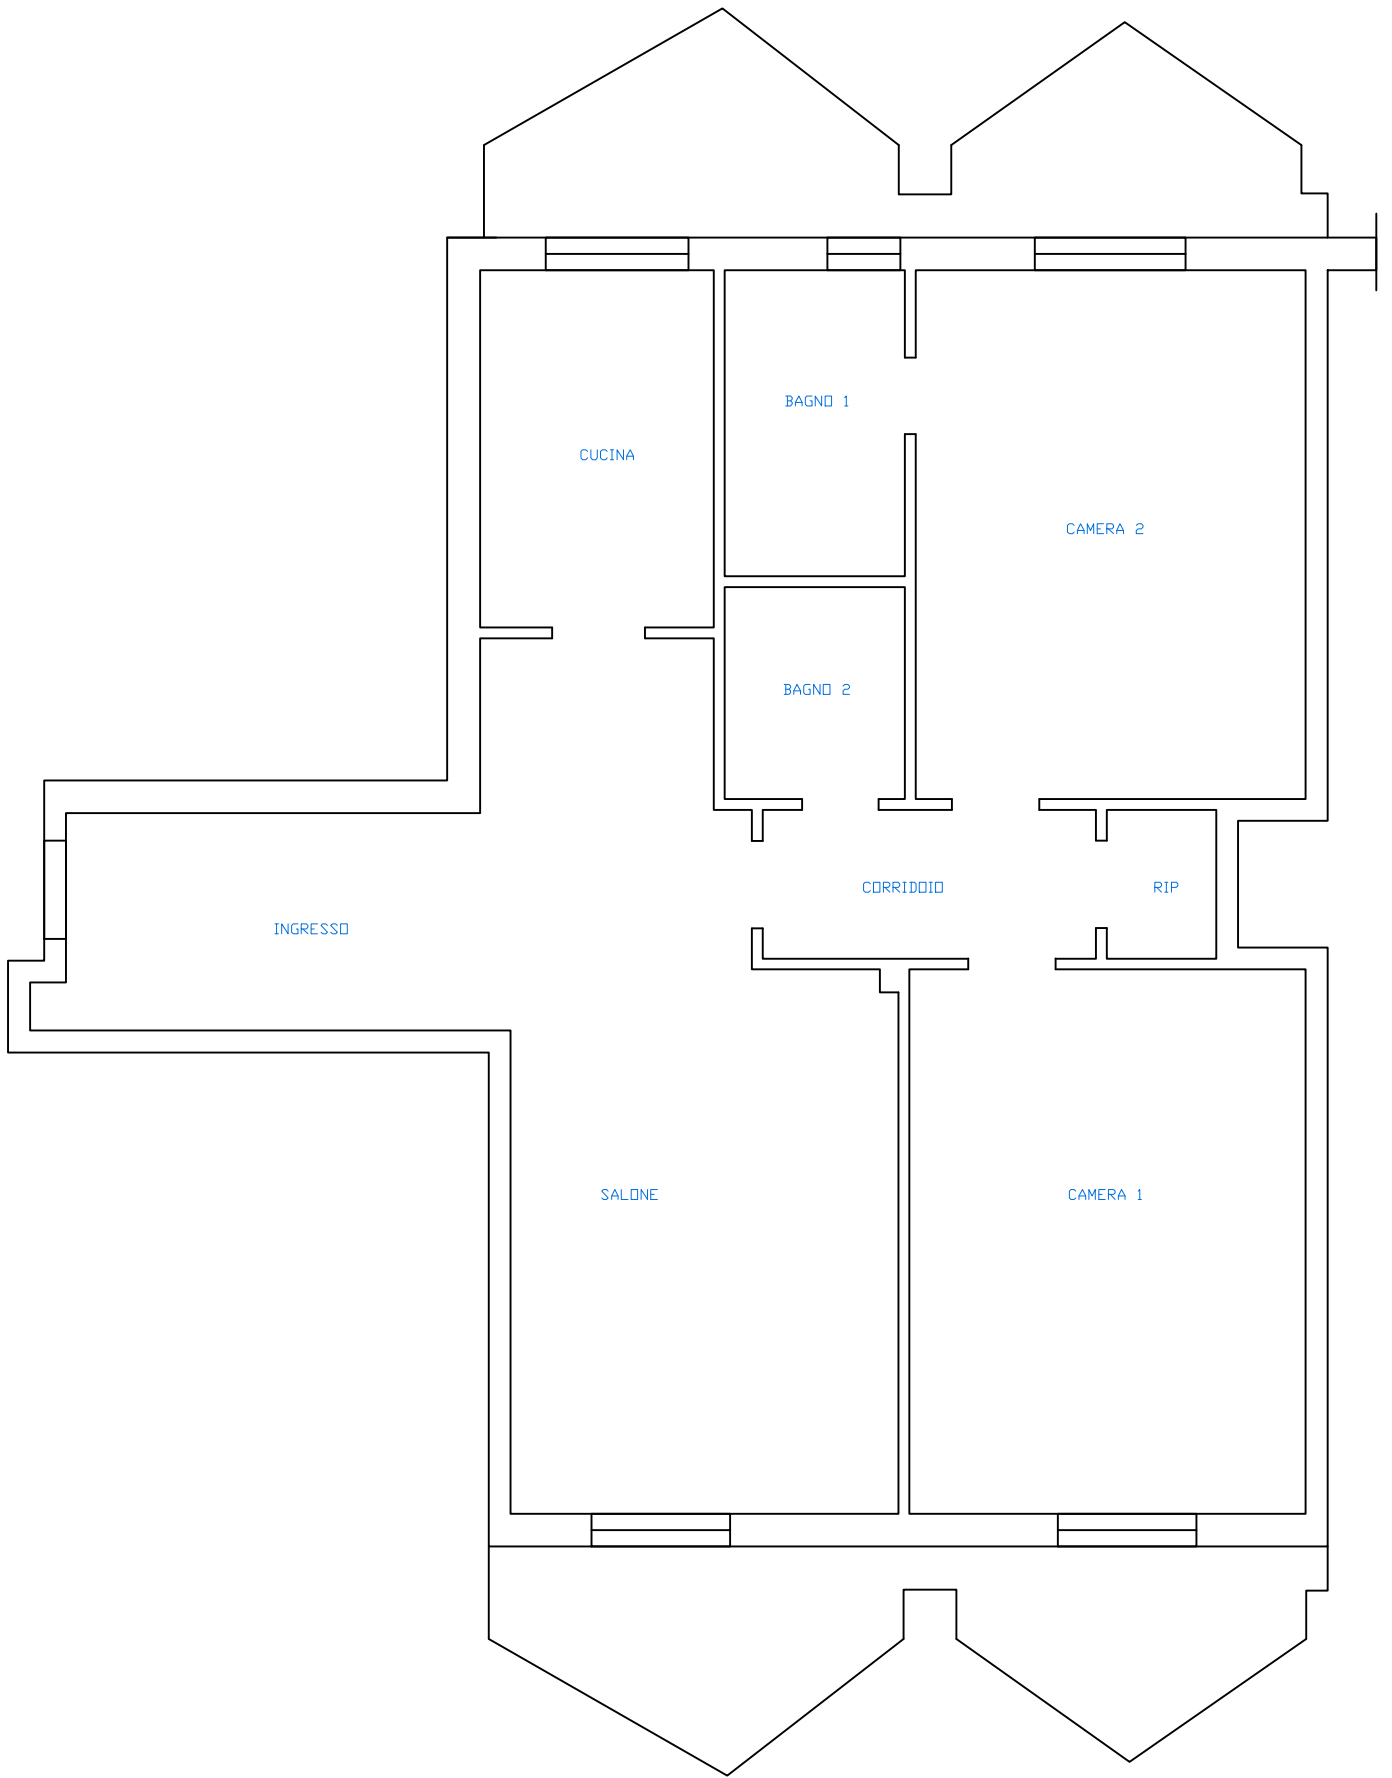 BAGNO 1
CUCINA
CAMERA 2
BAGNO 2
CORRIDOIO
RIP
INGRESSO
SALONE
CAMERA 1